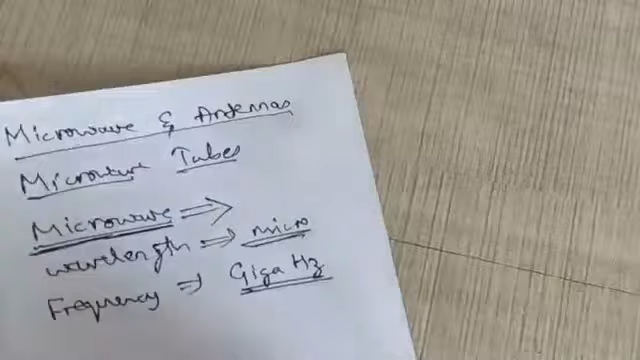 Microwave & Antennas
Microwave Tubes
Microwave ⇒
wavelength ⇒ micro
Frequency ⇒ Giga Hz